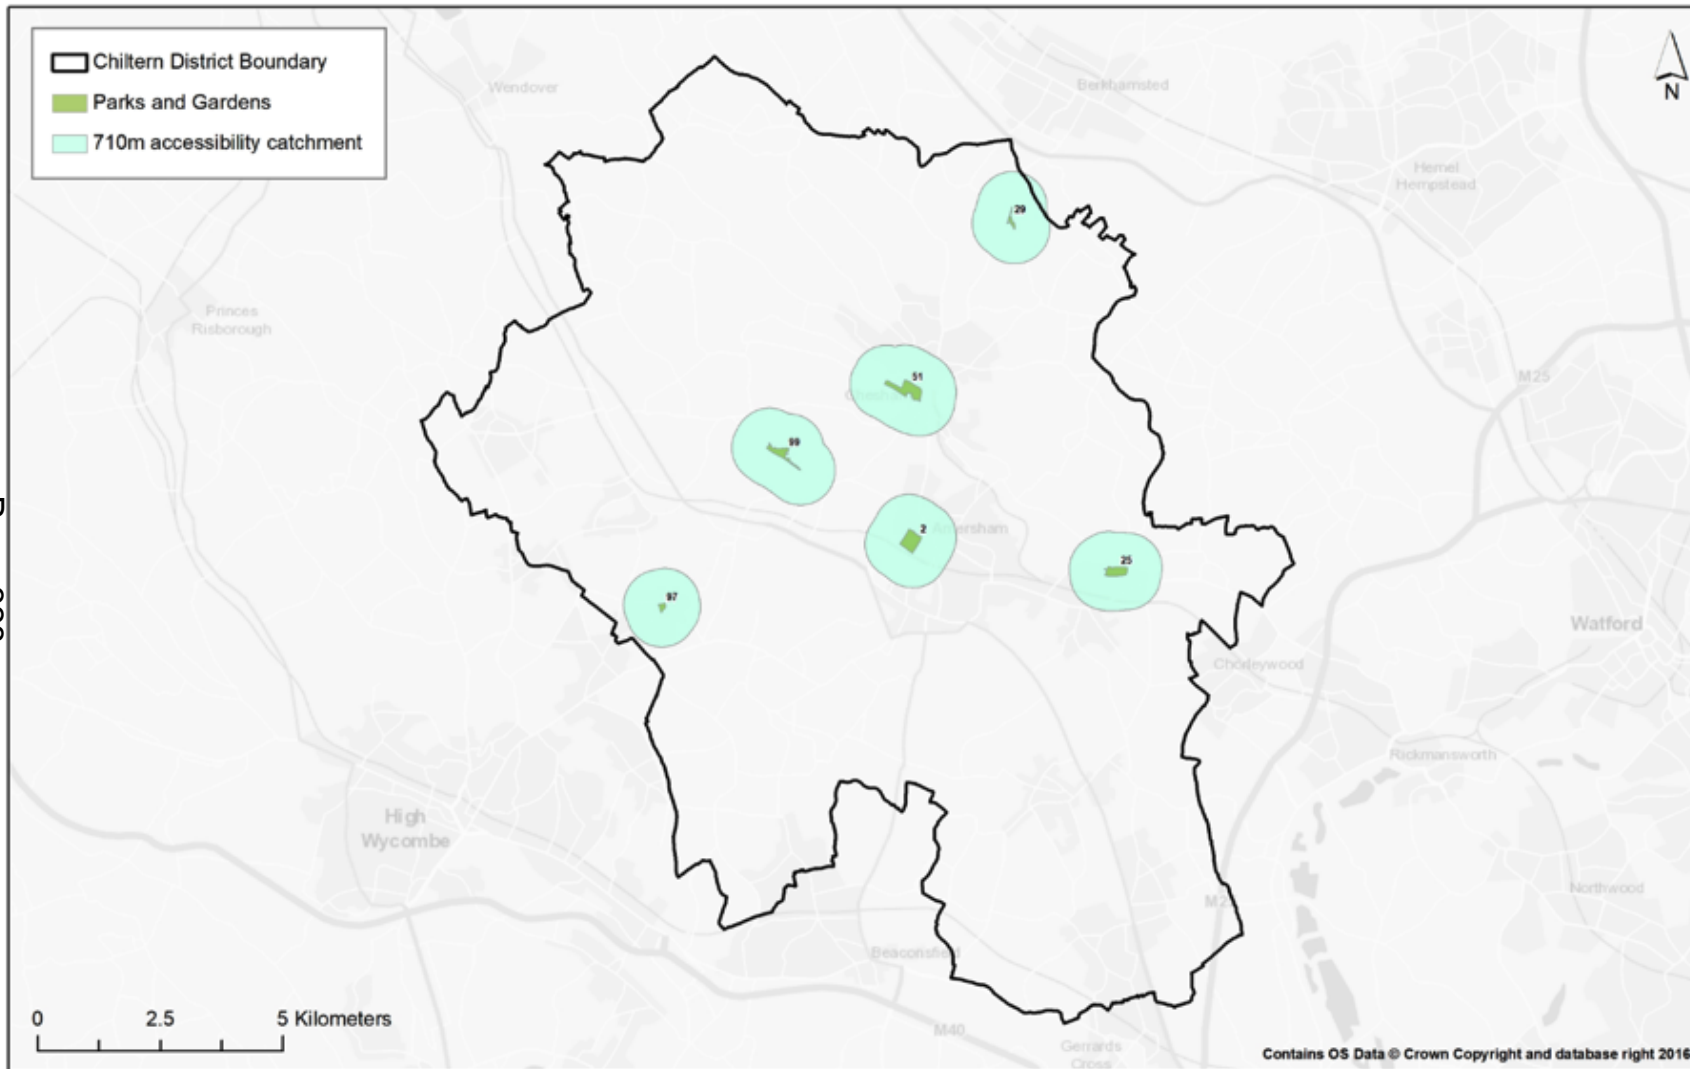 Chiltern District Boundary
Parks and Gardens
710m accessibility catchment
N
Wendover
Berkhamsted
Hemel
Hempstead
29
Princes
Risborough
M25
51
99
2
Amersham
25
97
Watford
Chorleywood
Rickmansworth
High
Wycombe
Northwood
Beaconsfield
0 2.5 5 Kilometers
M40
Gerrards
Cross
Contains OS Data © Crown Copyright and database right 2016